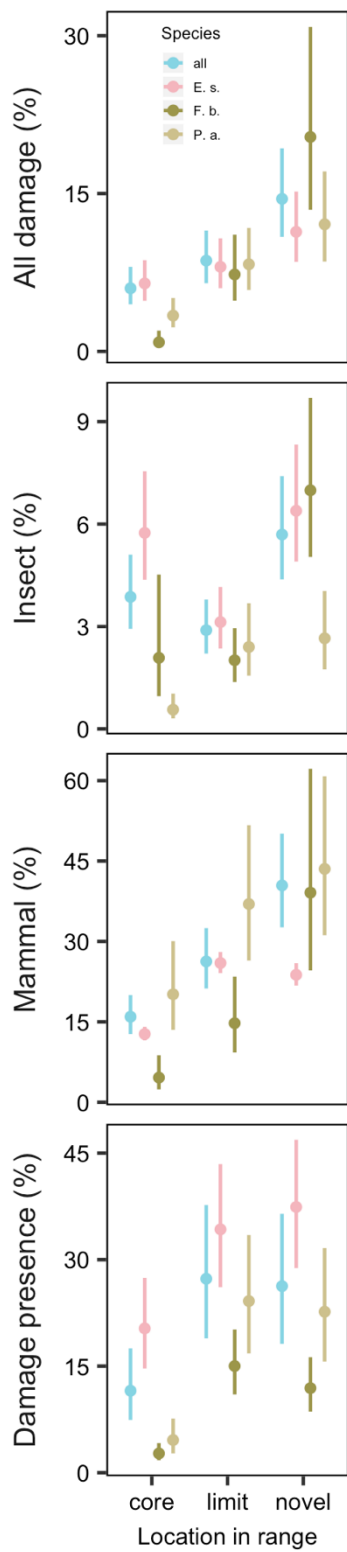 Species
all
E. s.
F. b.
P. a.
All damage (%)
30
15
0
Insect (%)
9
6
3
0
Mammal (%)
60
45
30
15
0
Damage presence (%)
45
30
15
0
core limit novel
Location in range